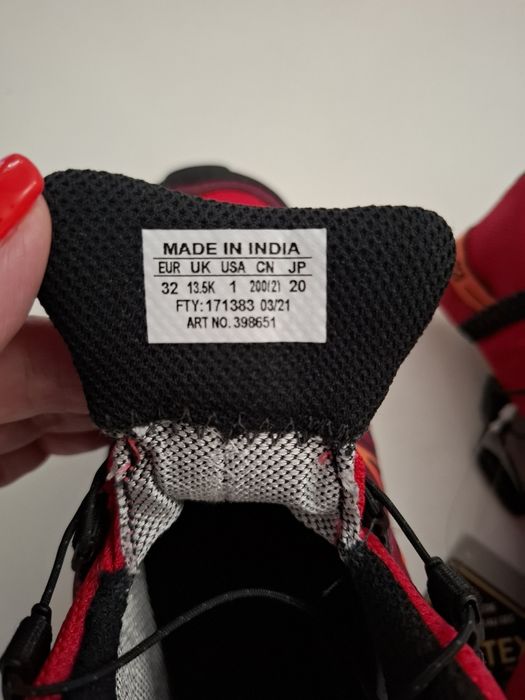 MADE IN INDIA
EUR UK USA CN JP
32 13.5K 1 200(2) 20
FTY:171383 03/21
ART NO. 398651
TEX